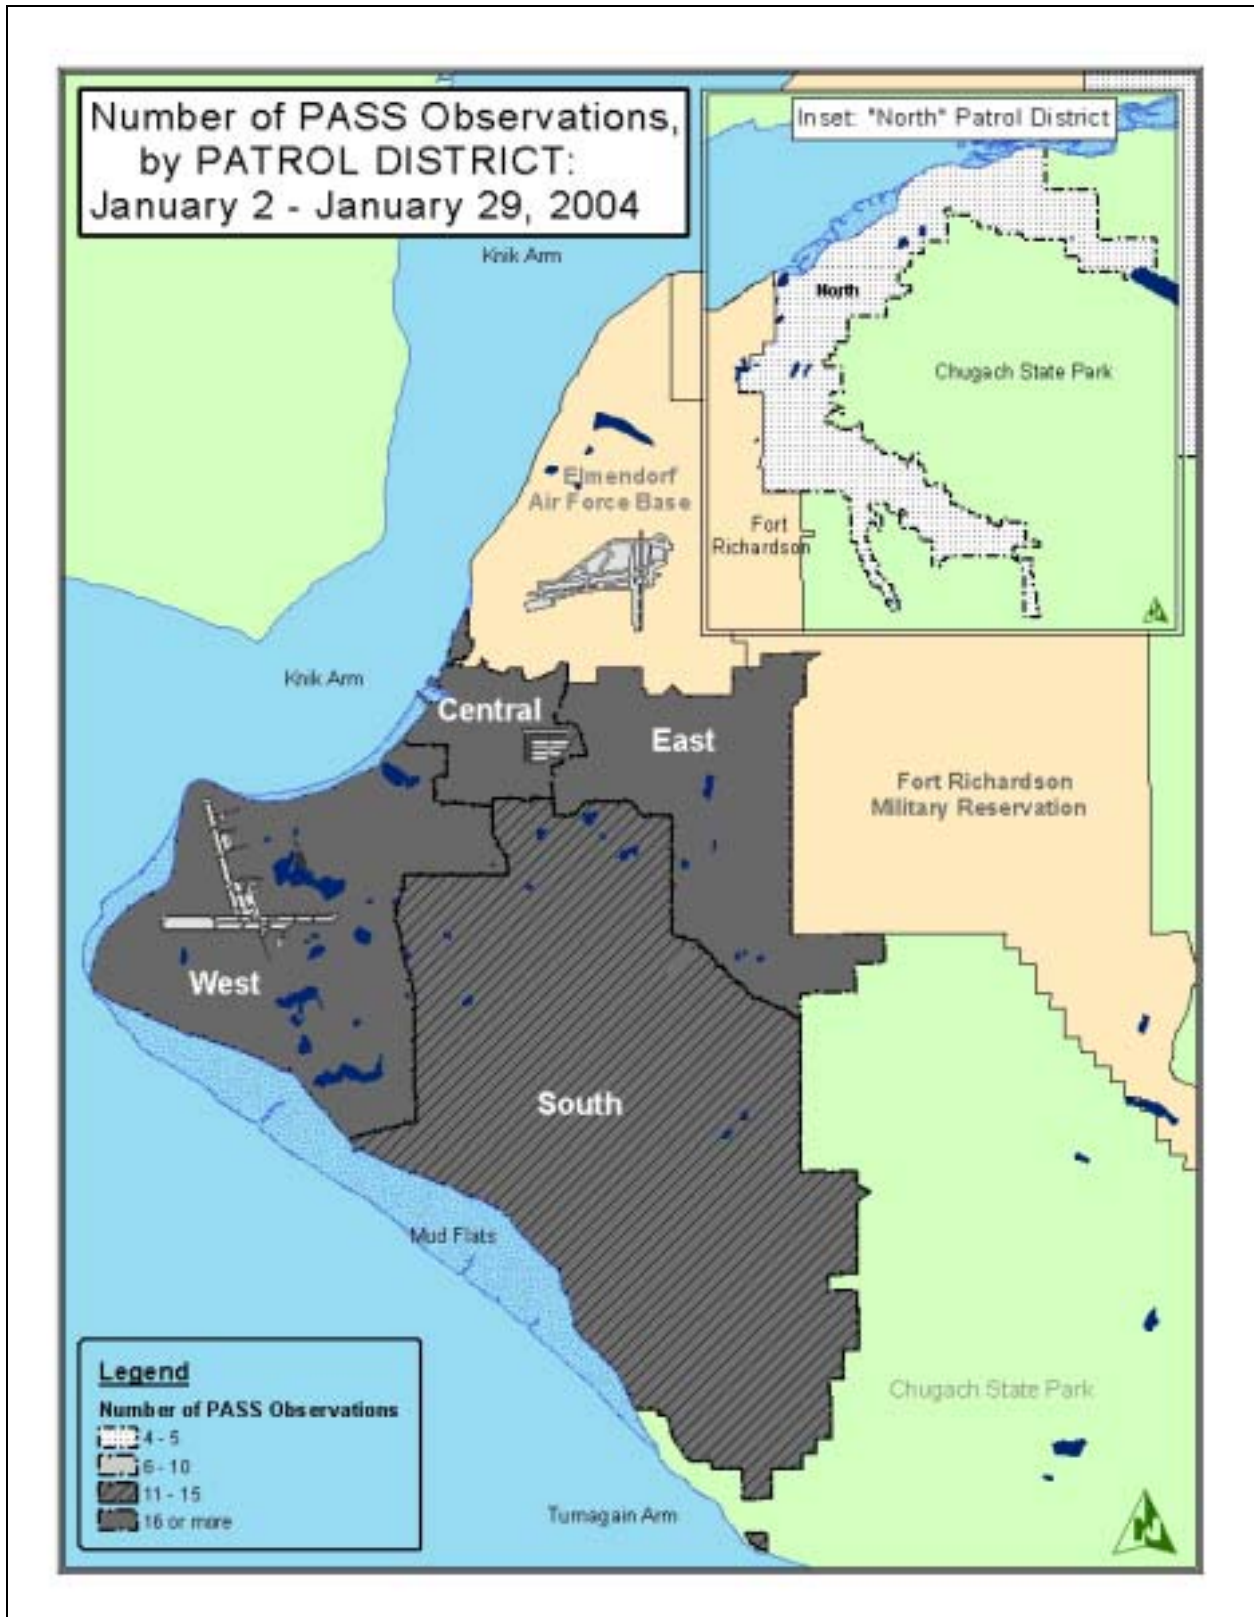 Number of PASS Observations,
by PATROL DISTRICT:
January 2 - January 29, 2004
Inset: "North" Patrol District
Knik Arm
North
Chugach State Park
Elmendorf
Air Force Base
Fort
Richardson
Knik Arm
Central
East
Fort Richardson
Military Reservation
West
South
Mud Flats
Legend
Number of PASS Observations
4 - 5
6 - 10
11 - 15
16 or more
Chugach State Park
Turnagain Arm